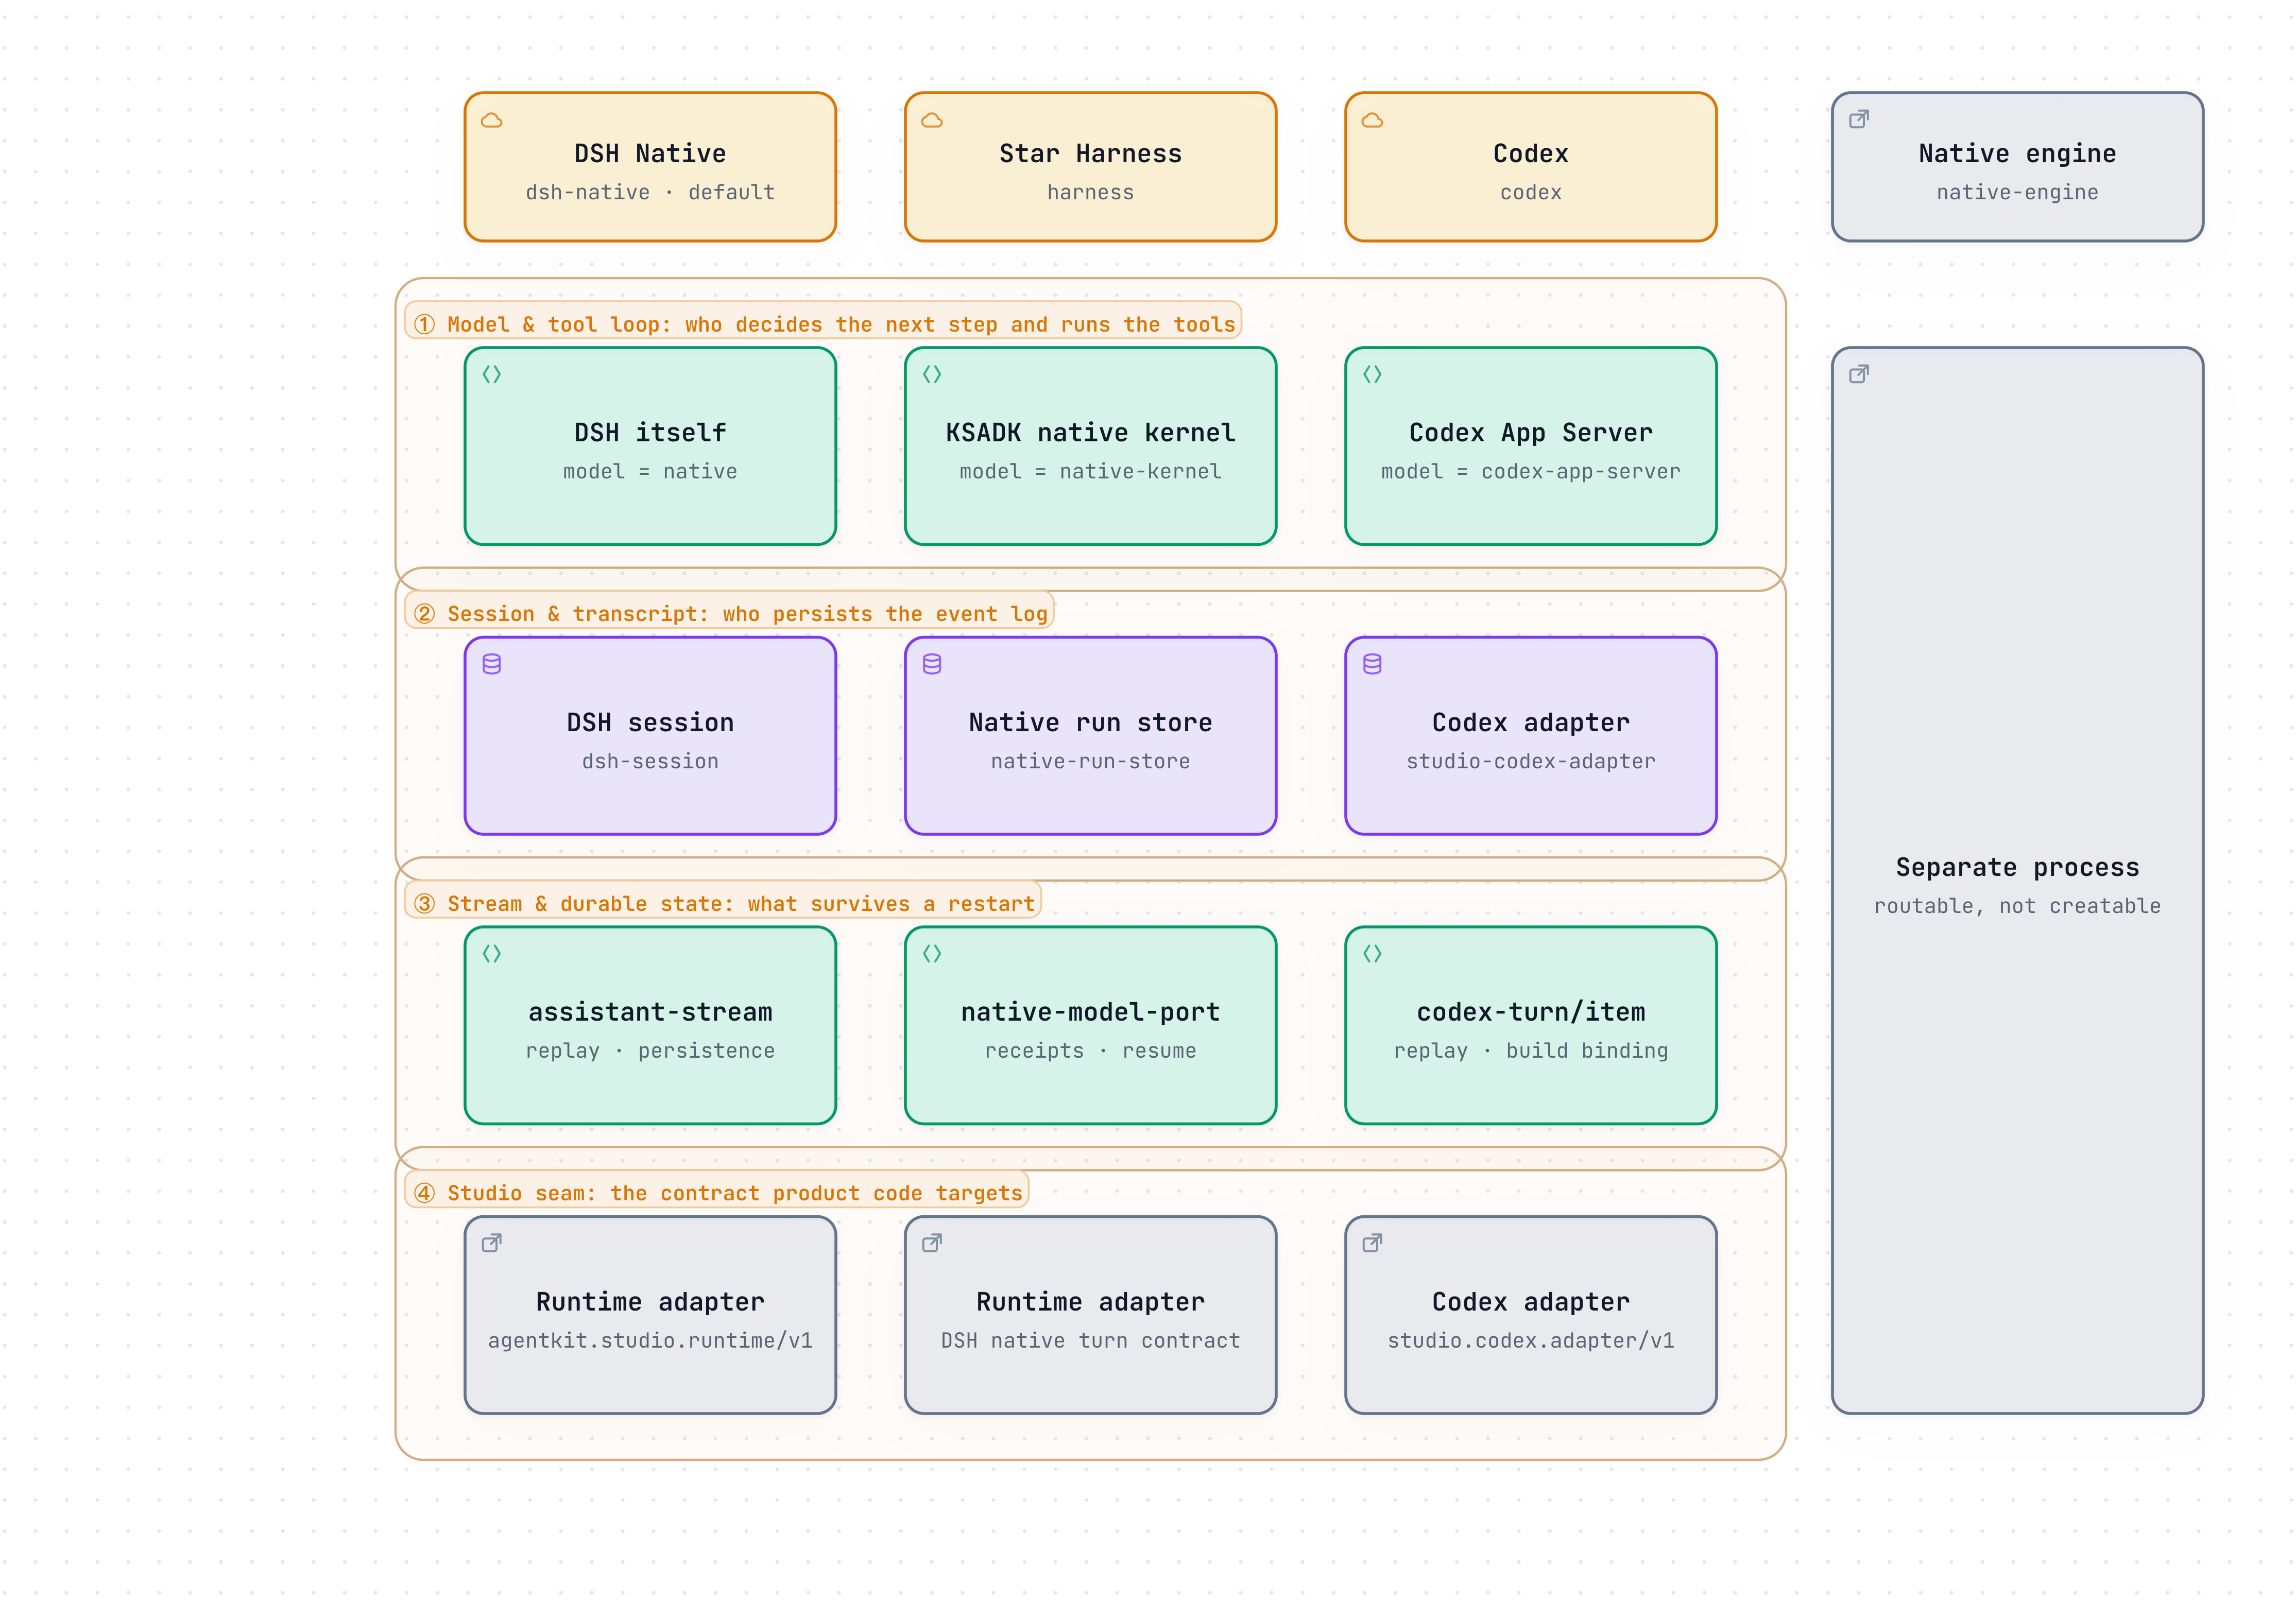 DSH Native
dsh-native · default
Star Harness
harness
Codex
codex
Native engine
native-engine
① Model & tool loop: who decides the next step and runs the tools
DSH itself
model = native
KSADK native kernel
model = native-kernel
Codex App Server
model = codex-app-server
② Session & transcript: who persists the event log
DSH session
dsh-session
Native run store
native-run-store
Codex adapter
studio-codex-adapter
Separate process
routable, not creatable
③ Stream & durable state: what survives a restart
assistant-stream
replay · persistence
native-model-port
receipts · resume
codex-turn/item
replay · build binding
④ Studio seam: the contract product code targets
Runtime adapter
agentkit.studio.runtime/v1
Runtime adapter
DSH native turn contract
Codex adapter
studio.codex.adapter/v1